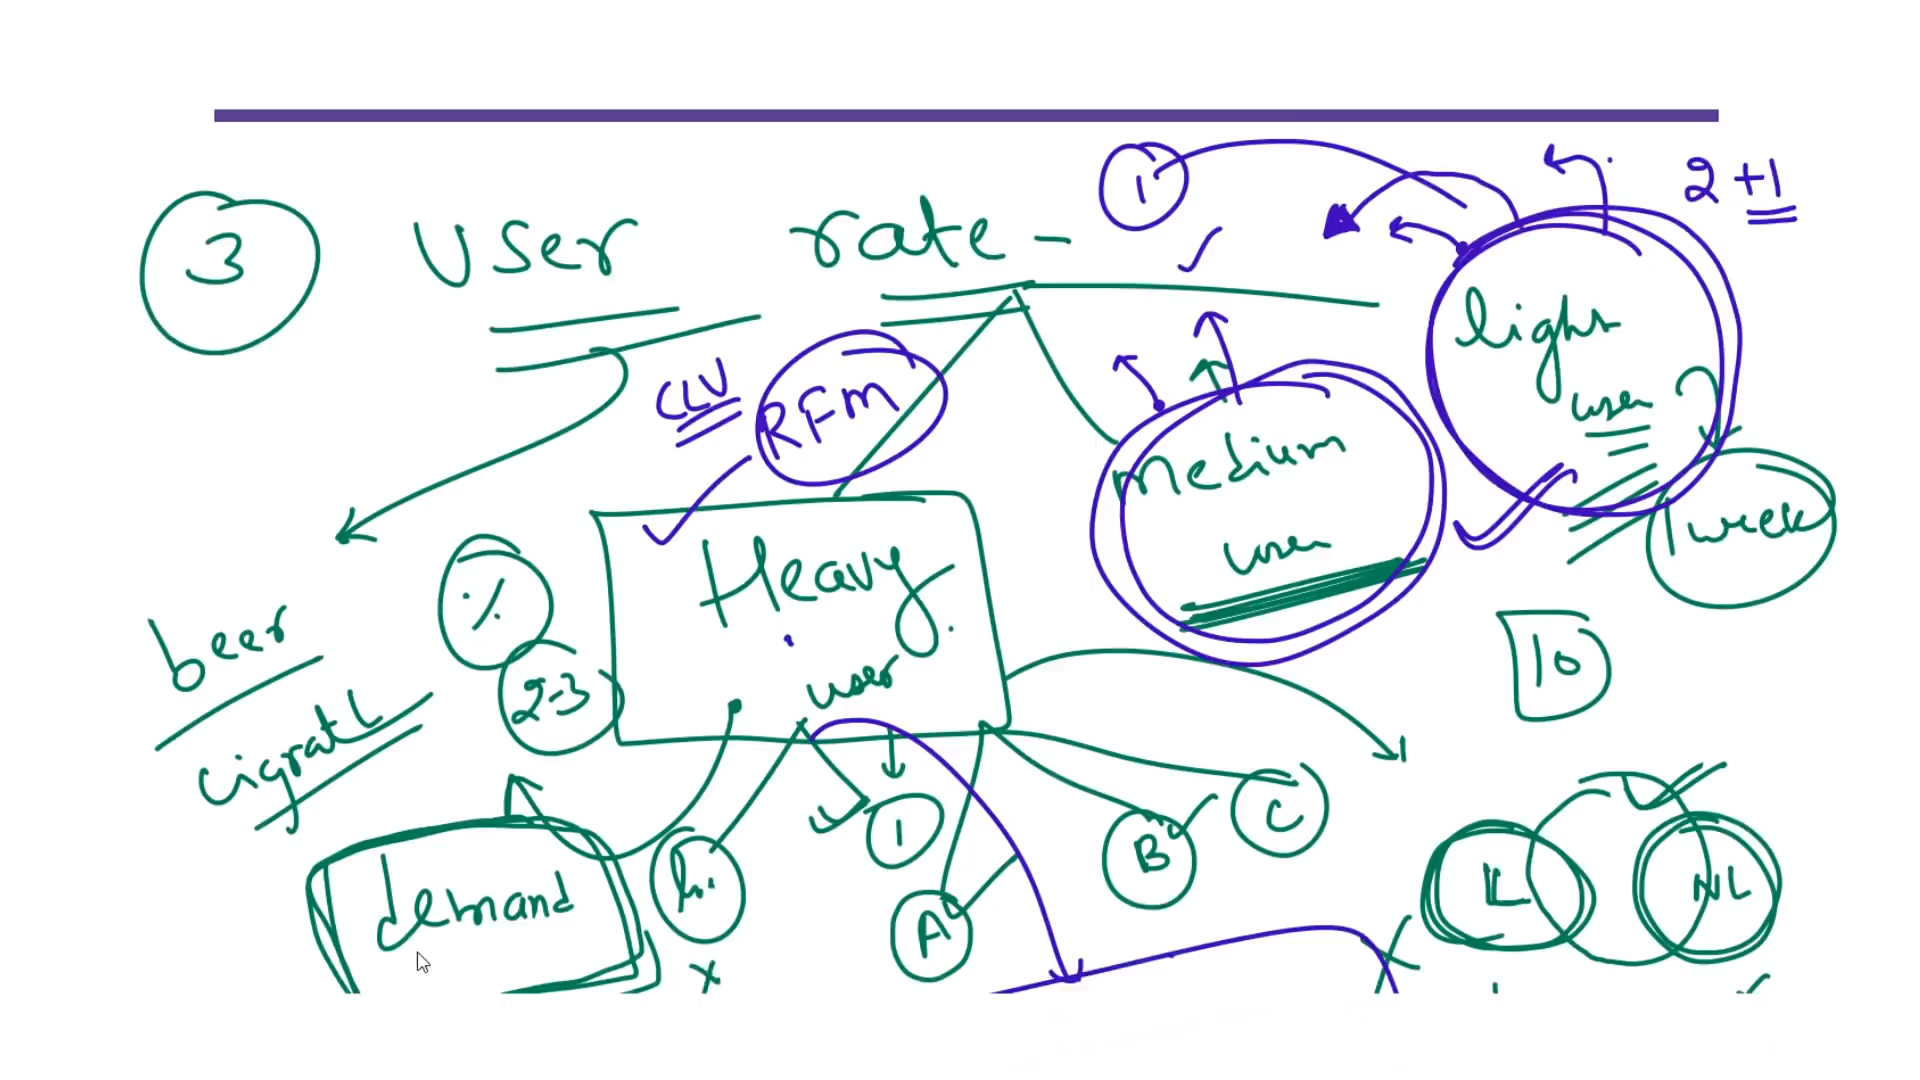 3 User rate -
1
2 +1
light
user
CLV
RFM
medium
user
1 week
Heavy
user
%
2-3
beer
10
demand
1
A
B
C
L
NL
x